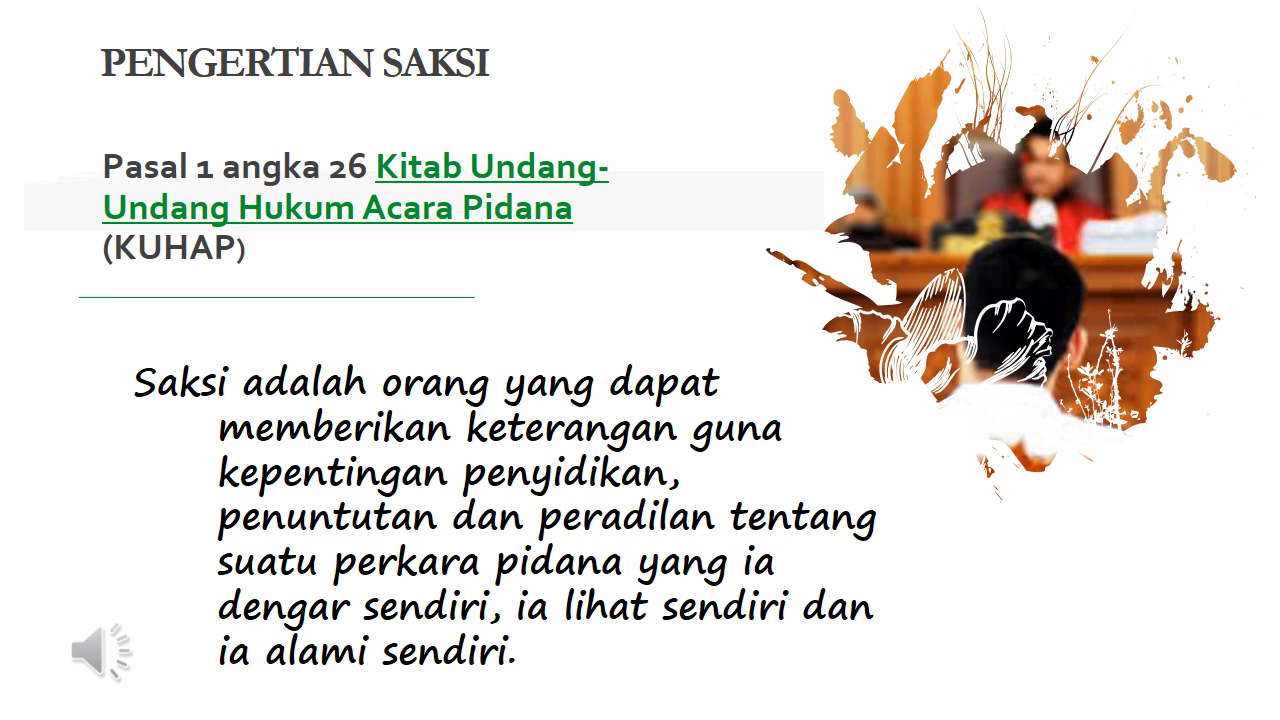 PENGERTIAN SAKSI
Pasal 1 angka 26 Kitab Undang-
Undang Hukum Acara Pidana
(KUHAP)
Saksi adalah orang yang dapat
memberikan keterangan guna
kepentingan penyidikan,
penuntutan dan peradilan tentang
suatu perkara pidana yang ia
dengar sendiri, ia lihat sendiri dan
ia alami sendiri.